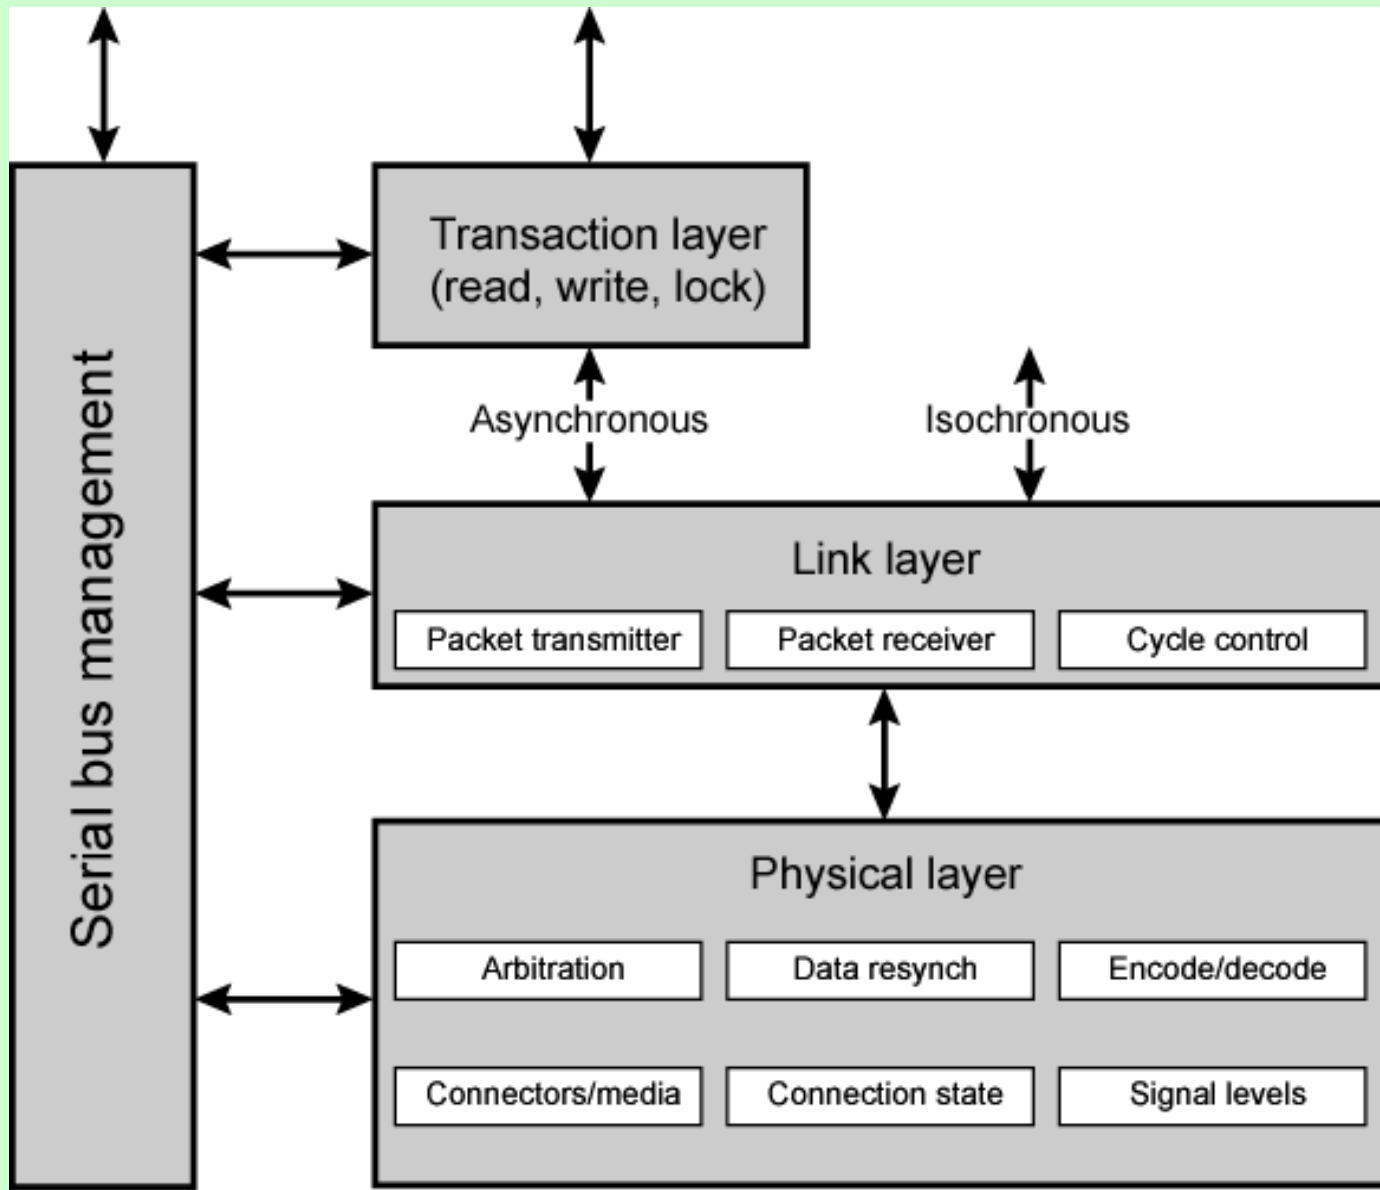 Serial bus management
Transaction layer
(read, write, lock)
Asynchronous
Isochronous
Link layer
Packet transmitter
Packet receiver
Cycle control
Physical layer
Arbitration
Data resynch
Encode/decode
Connectors/media
Connection state
Signal levels